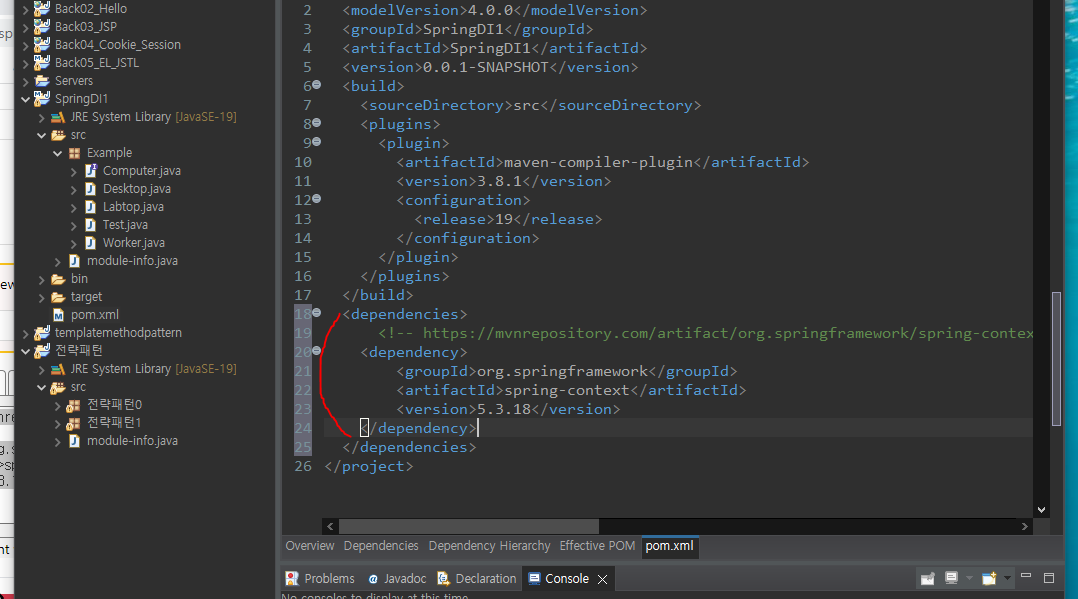 Back02_Hello
Back03_JSP
Back04_Cookie_Session
Back05_EL_JSTL
Servers
SpringDI1
JRE System Library [JavaSE-19]
src
Example
Computer.java
Desktop.java
Labtop.java
Test.java
Worker.java
module-info.java
bin
target
pom.xml
templatemethodpattern
전략패턴
JRE System Library [JavaSE-19]
src
전략패턴0
전략패턴1
module-info.java
2 <modelVersion>4.0.0</modelVersion>
3 <groupId>SpringDI1</groupId>
4 <artifactId>SpringDI1</artifactId>
5 <version>0.0.1-SNAPSHOT</version>
6 <build>
7 <sourceDirectory>src</sourceDirectory>
8 <plugins>
9 <plugin>
10 <artifactId>maven-compiler-plugin</artifactId>
11 <version>3.8.1</version>
12 <configuration>
13 <release>19</release>
14 </configuration>
15 </plugin>
16 </plugins>
17 </build>
18 <dependencies>
19 <!-- https://mvnrepository.com/artifact/org.springframework/spring-contex
20 <dependency>
21 <groupId>org.springframework</groupId>
22 <artifactId>spring-context</artifactId>
23 <version>5.3.18</version>
24 </dependency>
25 </dependencies>
26 </project>
Overview Dependencies Dependency Hierarchy Effective POM pom.xml
Problems Javadoc Declaration Console
No consoles to display at this time.